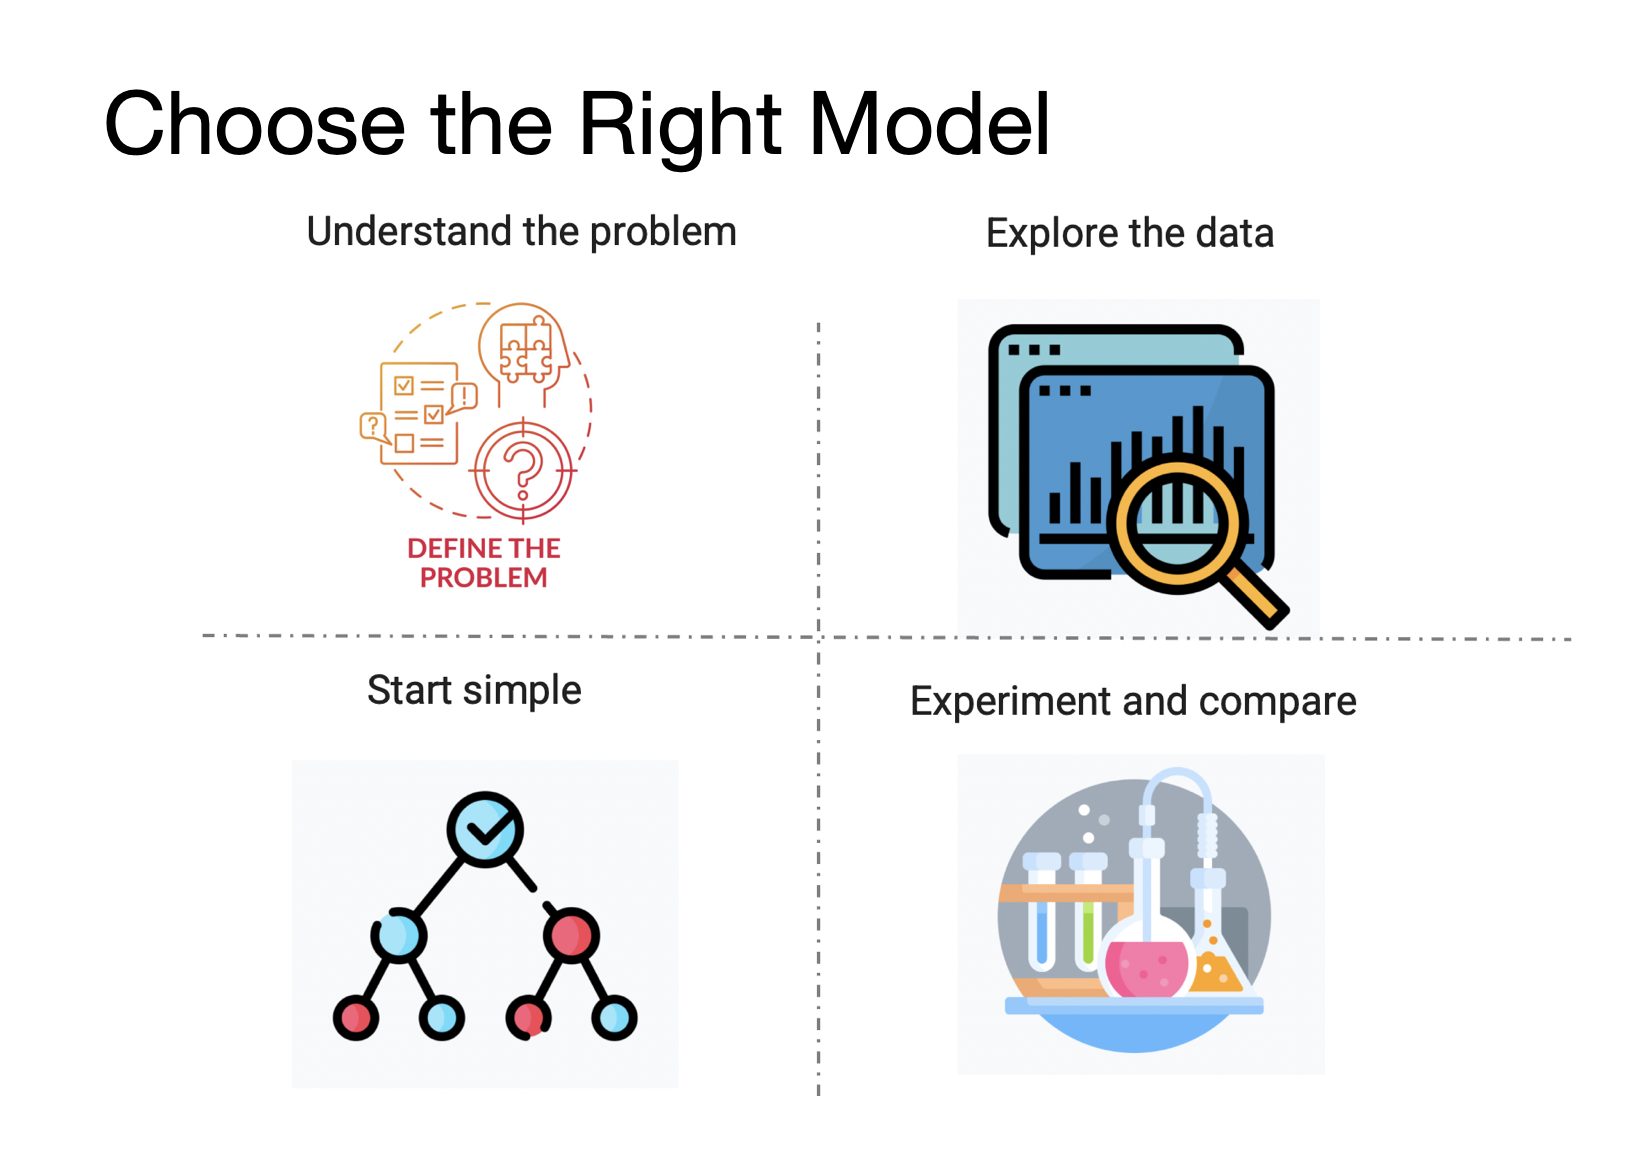 Choose the Right Model
Understand the problem
Explore the data
?
!
?
DEFINE THE
PROBLEM
Start simple
Experiment and compare